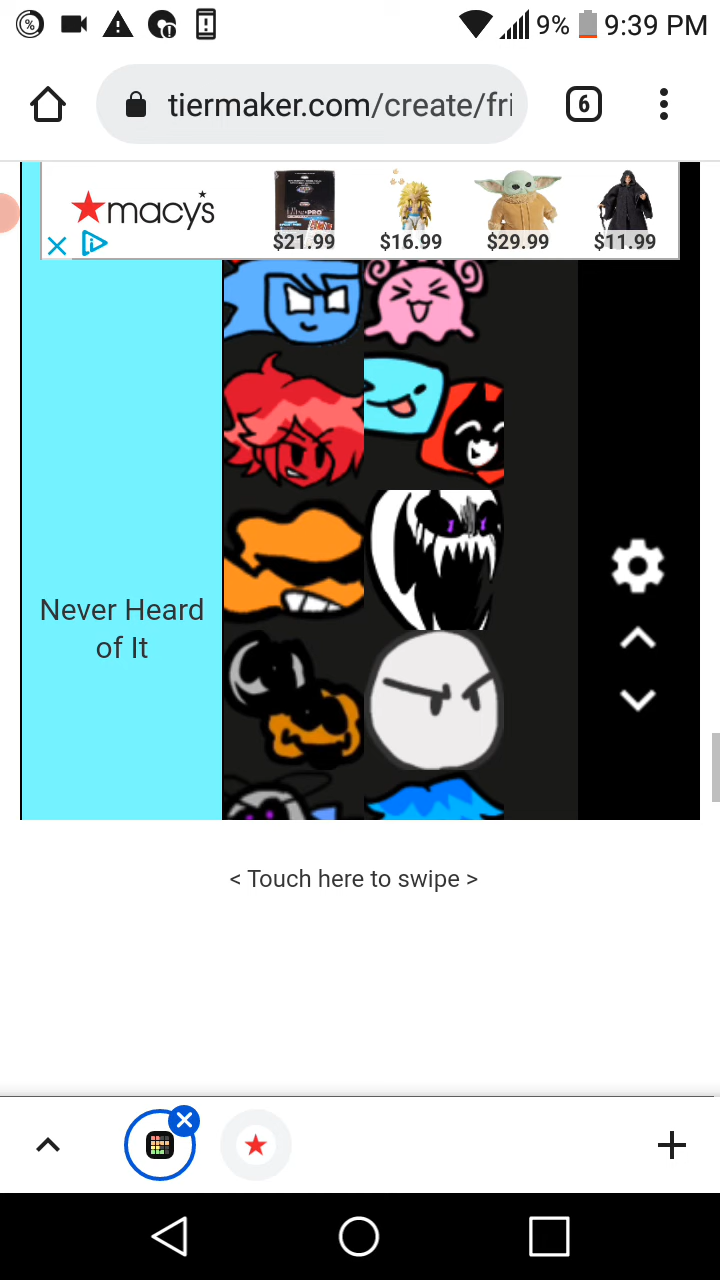 9% 9:39 PM
tiermaker.com/create/fri
6
macy's
$21.99 $16.99 $29.99 $11.99
Never Heard
of It
< Touch here to swipe >